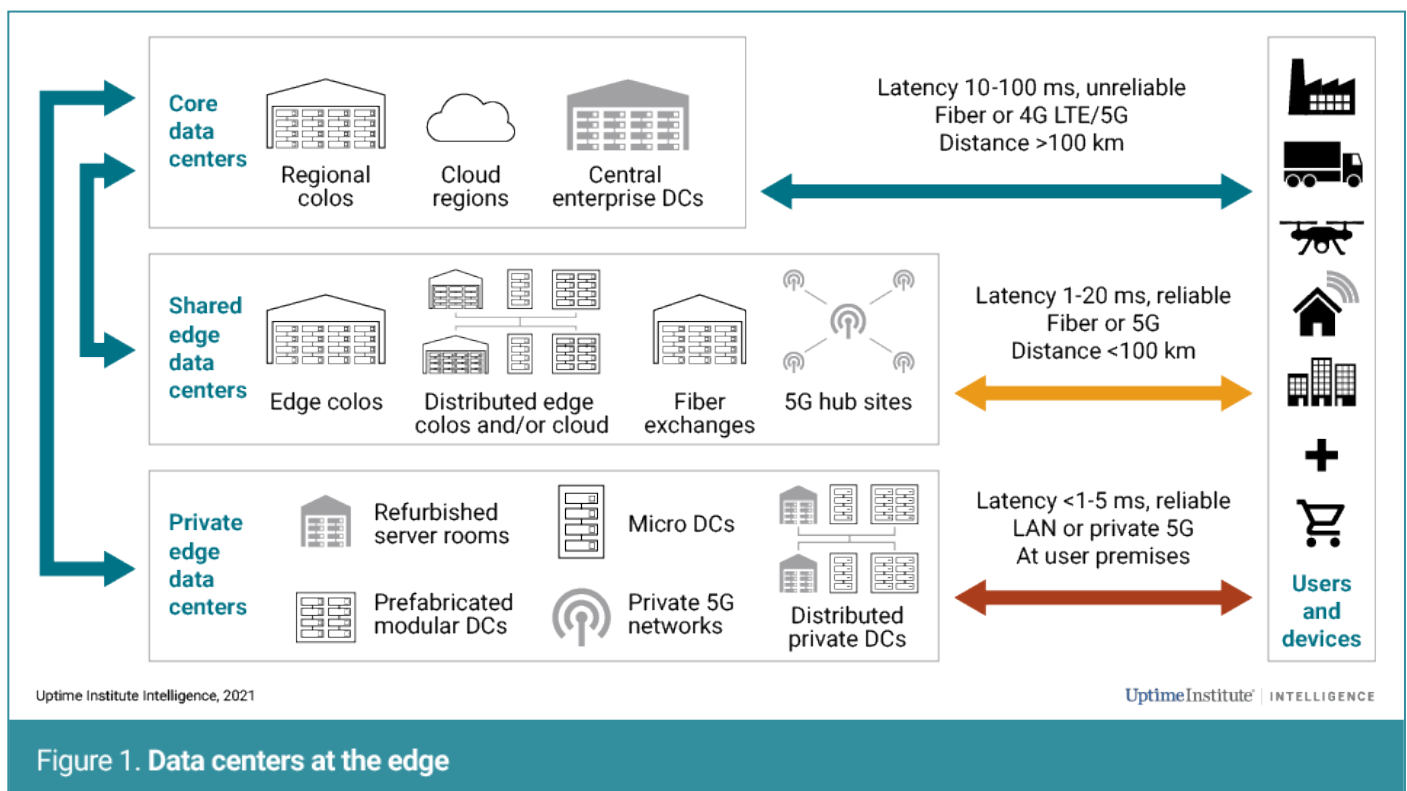 Core
data
centers
Regional
colos
Cloud
regions
Central
enterprise DCs
Latency 10-100 ms, unreliable
Fiber or 4G LTE/5G
Distance >100 km
Shared
edge
data
centers
Edge colos
Distributed edge
colos and/or cloud
Fiber
exchanges
5G hub sites
Latency 1-20 ms, reliable
Fiber or 5G
Distance <100 km
Private
edge
data
centers
Refurbished
server rooms
Micro DCs
Prefabricated
modular DCs
Private 5G
networks
Distributed
private DCs
Latency <1-5 ms, reliable
LAN or private 5G
At user premises
Users
and
devices
Uptime Institute Intelligence, 2021
UptimeInstitute® | INTELLIGENCE
Figure 1. Data centers at the edge